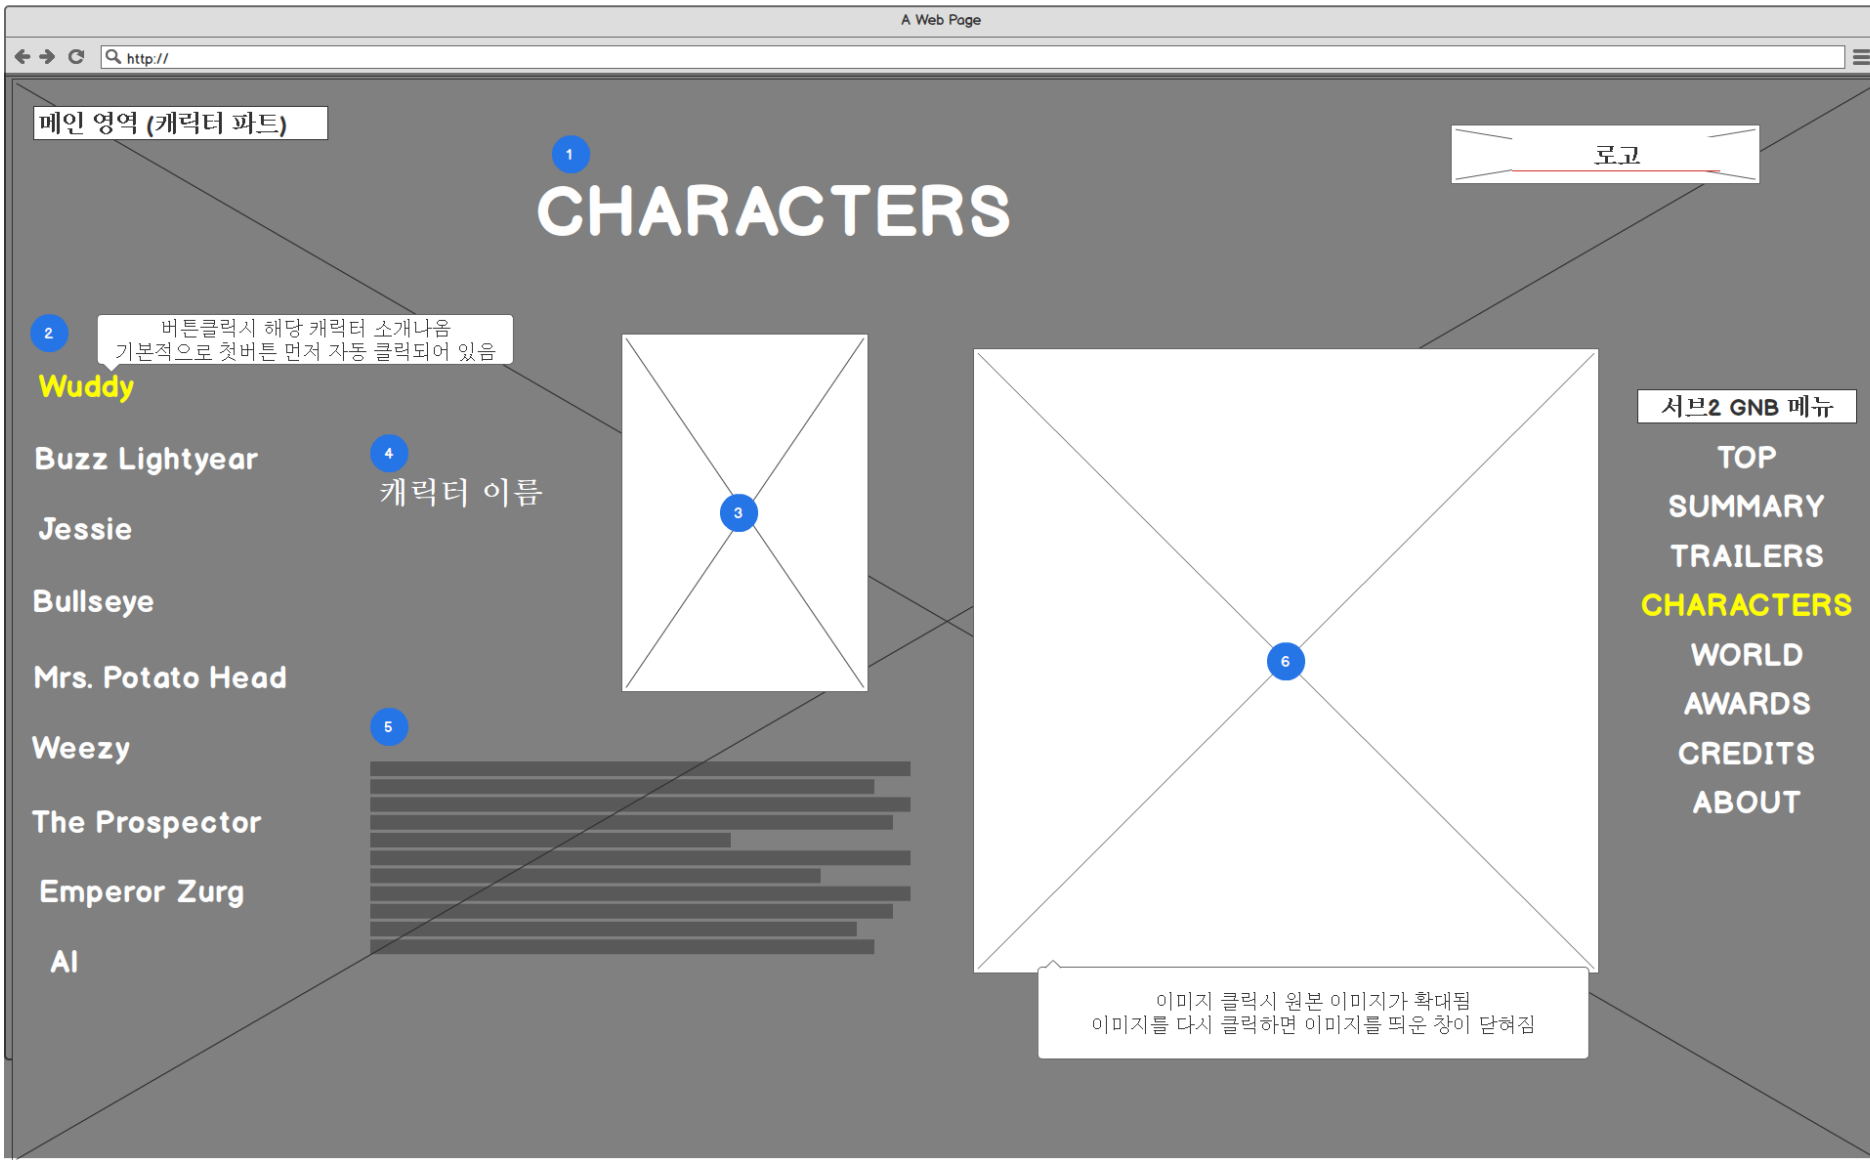 A Web Page
http://
메인 영역 (캐릭터 파트)
로고
1
CHARACTERS
2
버튼클릭시 해당 캐릭터 소개나옴
기본적으로 첫버튼 먼저 자동 클릭되어 있음
Wuddy
Buzz Lightyear
Jessie
Bullseye
Mrs. Potato Head
Weezy
The Prospector
Emperor Zurg
Al
4
캐릭터 이름
3
5
6
이미지 클릭시 원본 이미지가 확대됨
이미지를 다시 클릭하면 이미지를 띄운 창이 닫혀짐
서브2 GNB 메뉴
TOP
SUMMARY
TRAILERS
CHARACTERS
WORLD
AWARDS
CREDITS
ABOUT